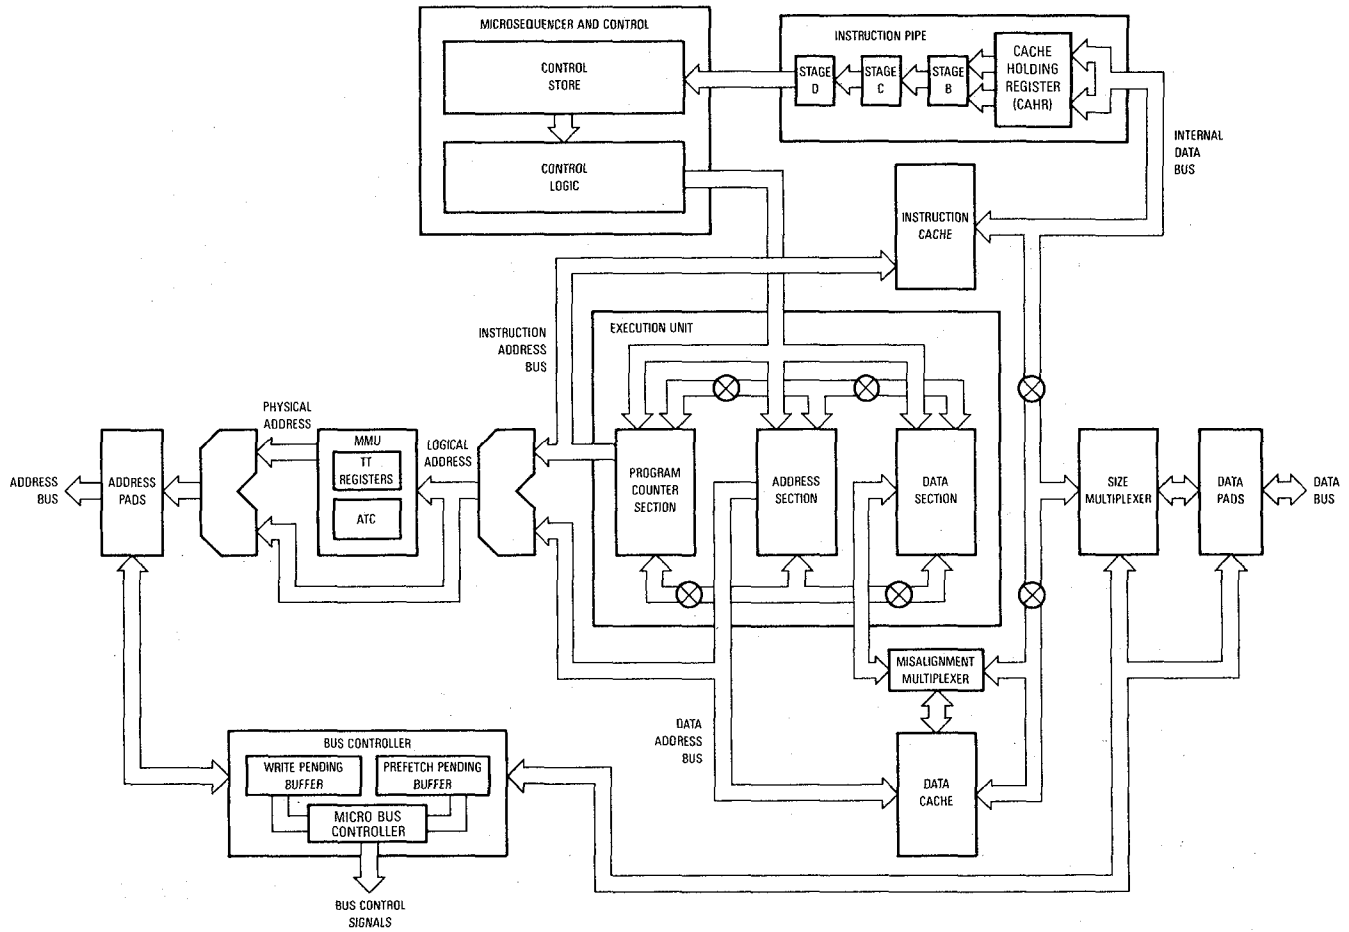 MICROSEQUENCER AND CONTROL
CONTROL
STORE
CONTROL
LOGIC
INSTRUCTION PIPE
STAGE
D
STAGE
C
STAGE
B
CACHE
HOLDING
REGISTER
(CAHR)
INTERNAL
DATA
BUS
INSTRUCTION
CACHE
INSTRUCTION
ADDRESS
BUS
EXECUTION UNIT
PROGRAM
COUNTER
SECTION
ADDRESS
SECTION
DATA
SECTION
PHYSICAL
ADDRESS
LOGICAL
ADDRESS
MMU
TT
REGISTERS
ATC
ADDRESS
BUS
ADDRESS
PADS
SIZE
MULTIPLEXER
DATA
PADS
DATA
BUS
MISALIGNMENT
MULTIPLEXER
DATA
ADDRESS
BUS
DATA
CACHE
BUS CONTROLLER
WRITE PENDING
BUFFER
PREFETCH PENDING
BUFFER
MICRO BUS
CONTROLLER
BUS CONTROL
SIGNALS